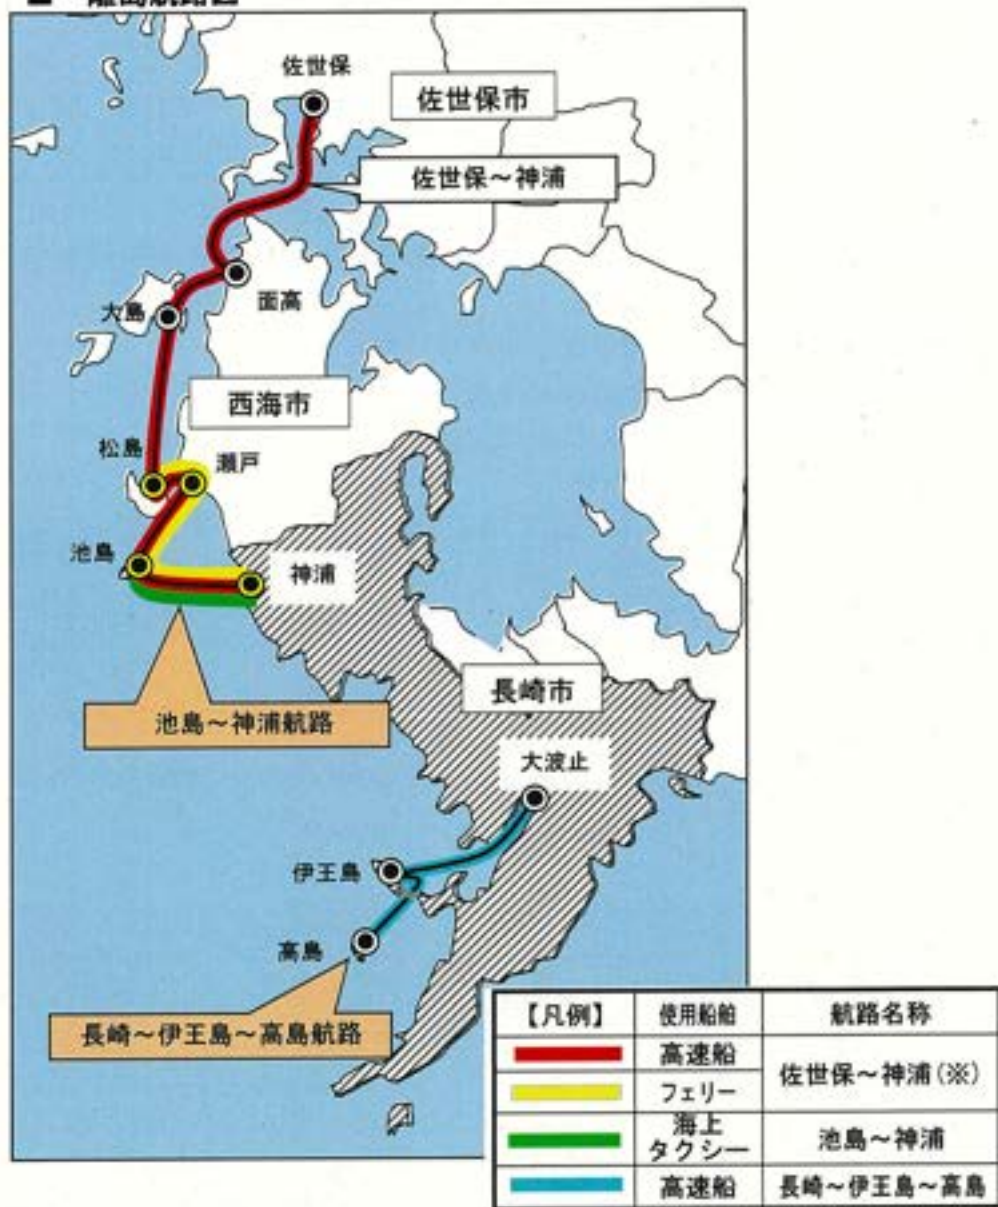 ■ 離島航路図
佐世保
佐世保市
佐世保～神浦
面高
大島
西海市
松島
瀬戸
池島
神浦
池島～神浦航路
長崎市
大波止
伊王島
高島
長崎～伊王島～高島航路
【凡例】 使用船舶 航路名称
高速船 佐世保～神浦(※)
フェリー
海上
タクシー 池島～神浦
高速船 長崎～伊王島～高島